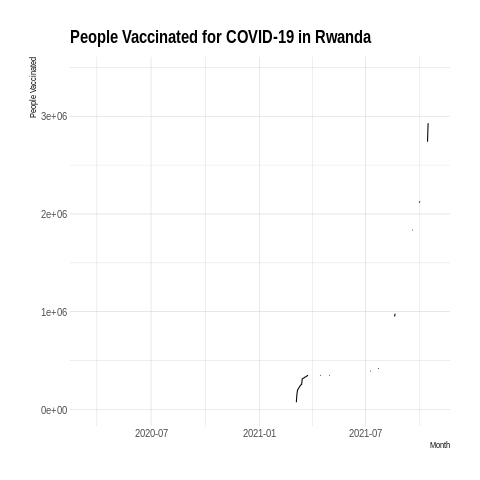 People Vaccinated for COVID-19 in Rwanda
People Vaccinated
3e+06
2e+06
1e+06
0e+00
2020-07
2021-01
2021-07
Month